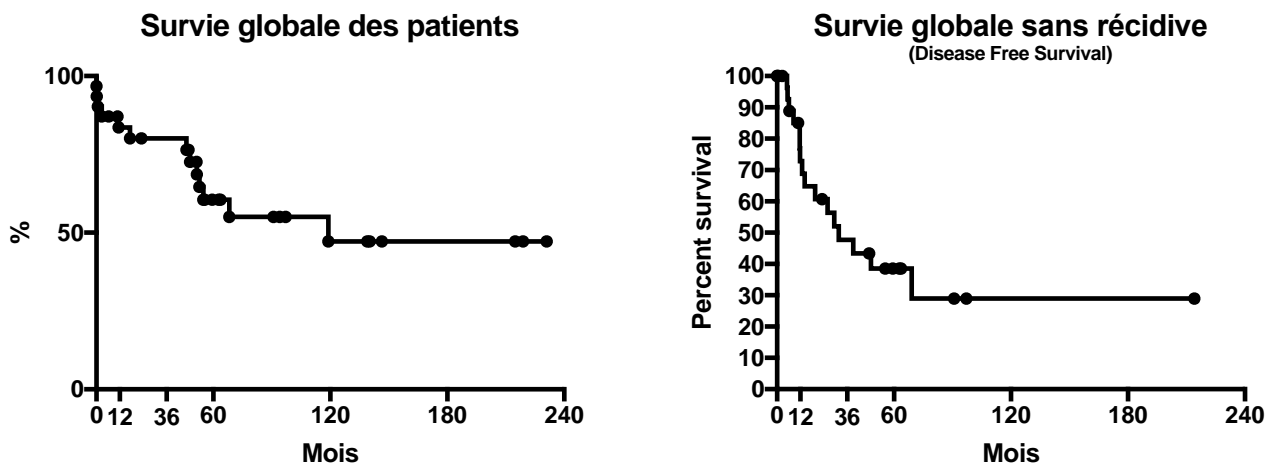 Survie globale des patients
100
50
0
%
0 12 36 60 120 180 240
Mois
Survie globale sans récidive
(Disease Free Survival)
100
90
80
70
60
50
40
30
20
10
0
Percent survival
0 12 36 60 120 180 240
Mois